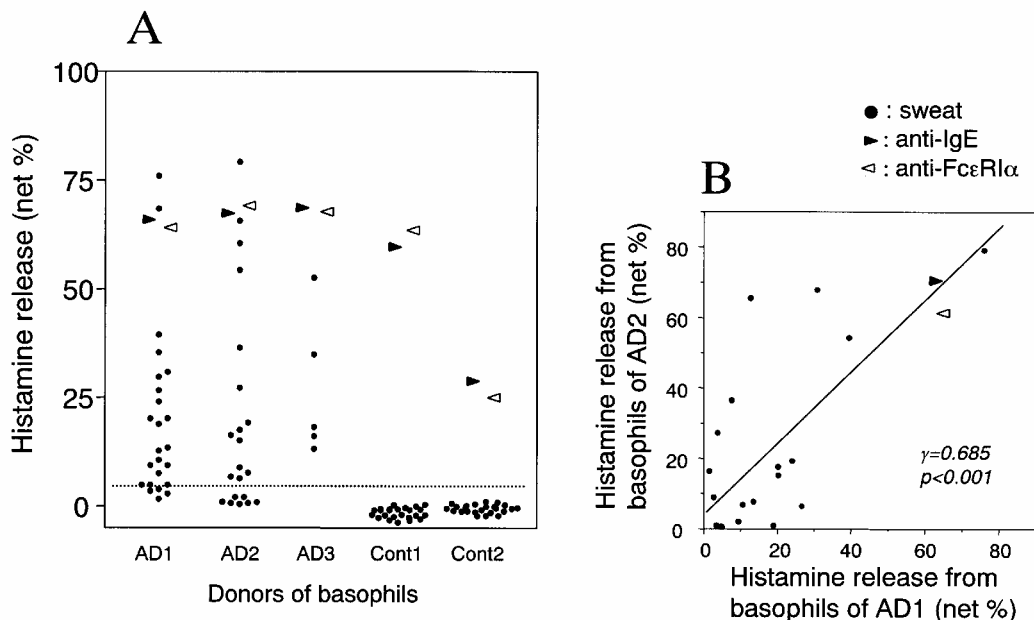 A
Histamine release (net %)
100
75
50
25
0
AD1 AD2 AD3 Cont1 Cont2
Donors of basophils
● : sweat
▶ : anti-IgE
◁ : anti-FcεRIα
B
Histamine release from
basophils of AD2 (net %)
80
60
40
20
0
γ=0.685
p<0.001
0 20 40 60 80
Histamine release from
basophils of AD1 (net %)